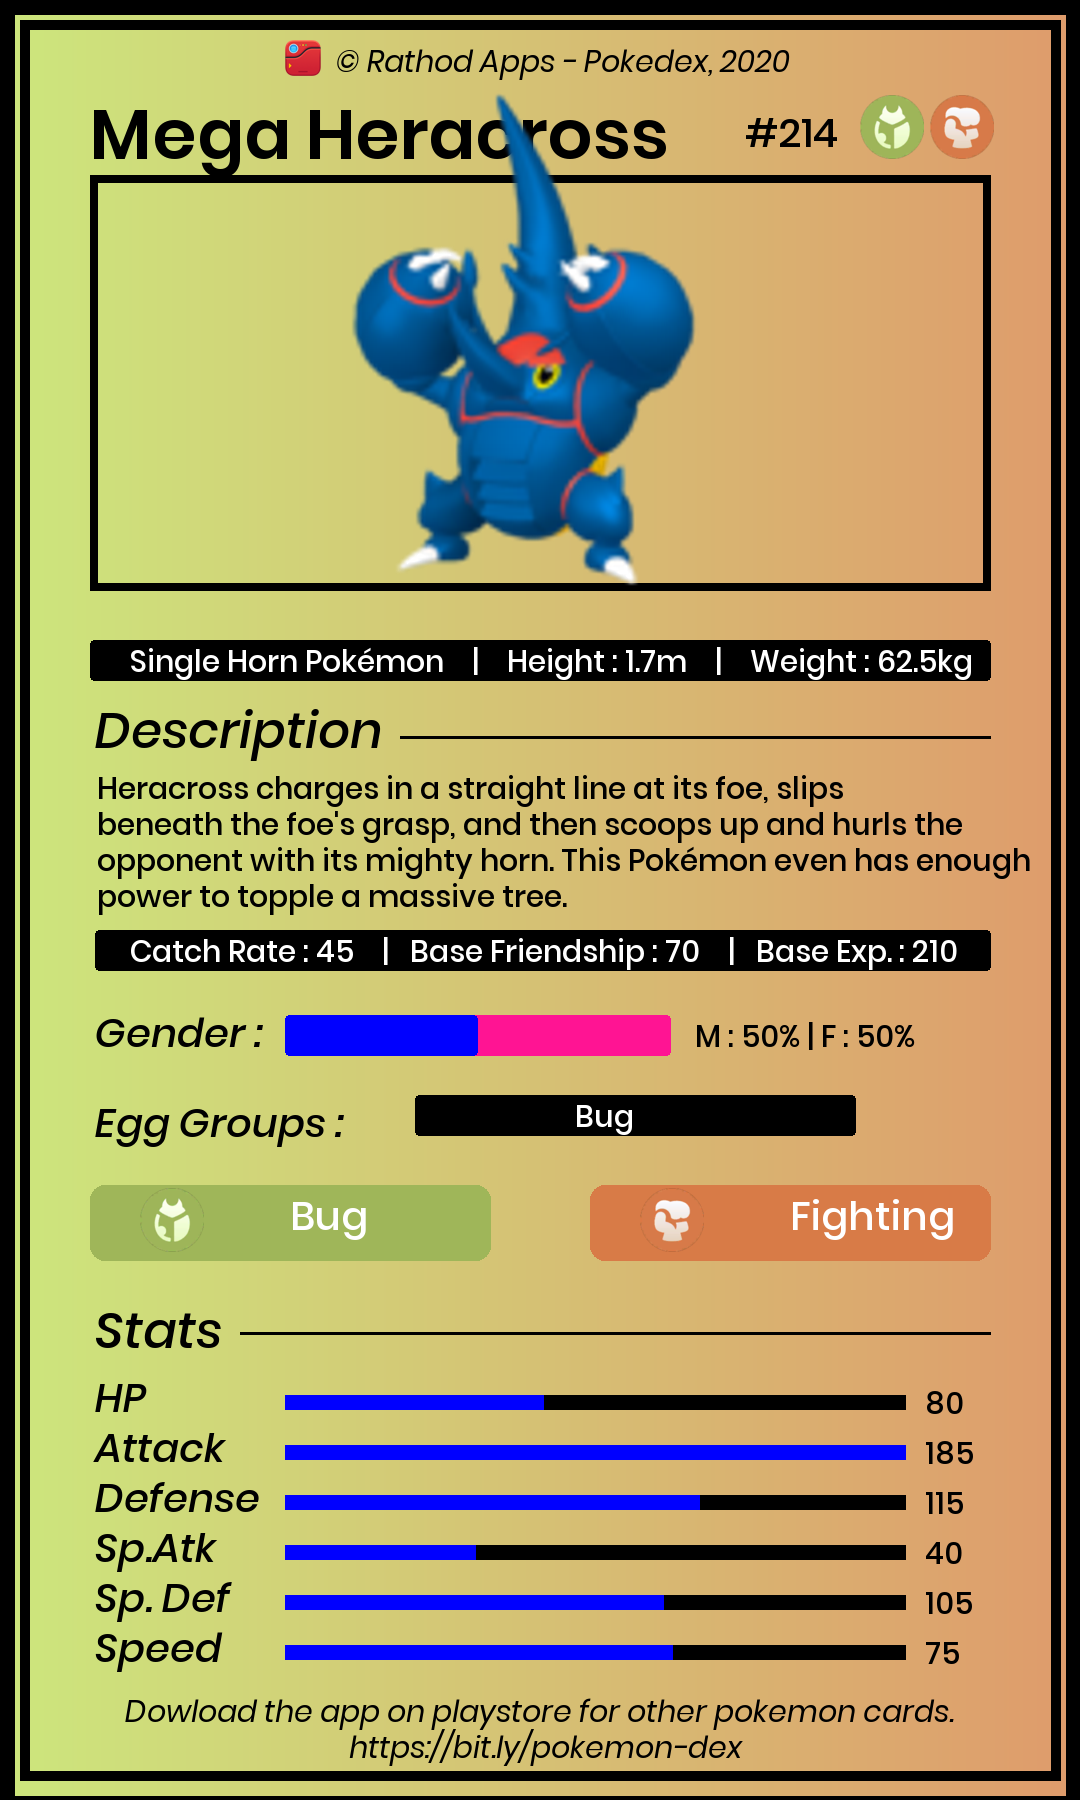 © Rathod Apps - Pokedex, 2020
Mega Heracross #214
Single Horn Pokémon | Height : 1.7m | Weight : 62.5kg
Description
Heracross charges in a straight line at its foe, slips
beneath the foe's grasp, and then scoops up and hurls the
opponent with its mighty horn. This Pokémon even has enough
power to topple a massive tree.
Catch Rate : 45 | Base Friendship : 70 | Base Exp. : 210
Gender : M : 50% | F : 50%
Egg Groups : Bug
Bug Fighting
Stats
HP 80
Attack 185
Defense 115
Sp.Atk 40
Sp. Def 105
Speed 75
Dowload the app on playstore for other pokemon cards.
https://bit.ly/pokemon-dex